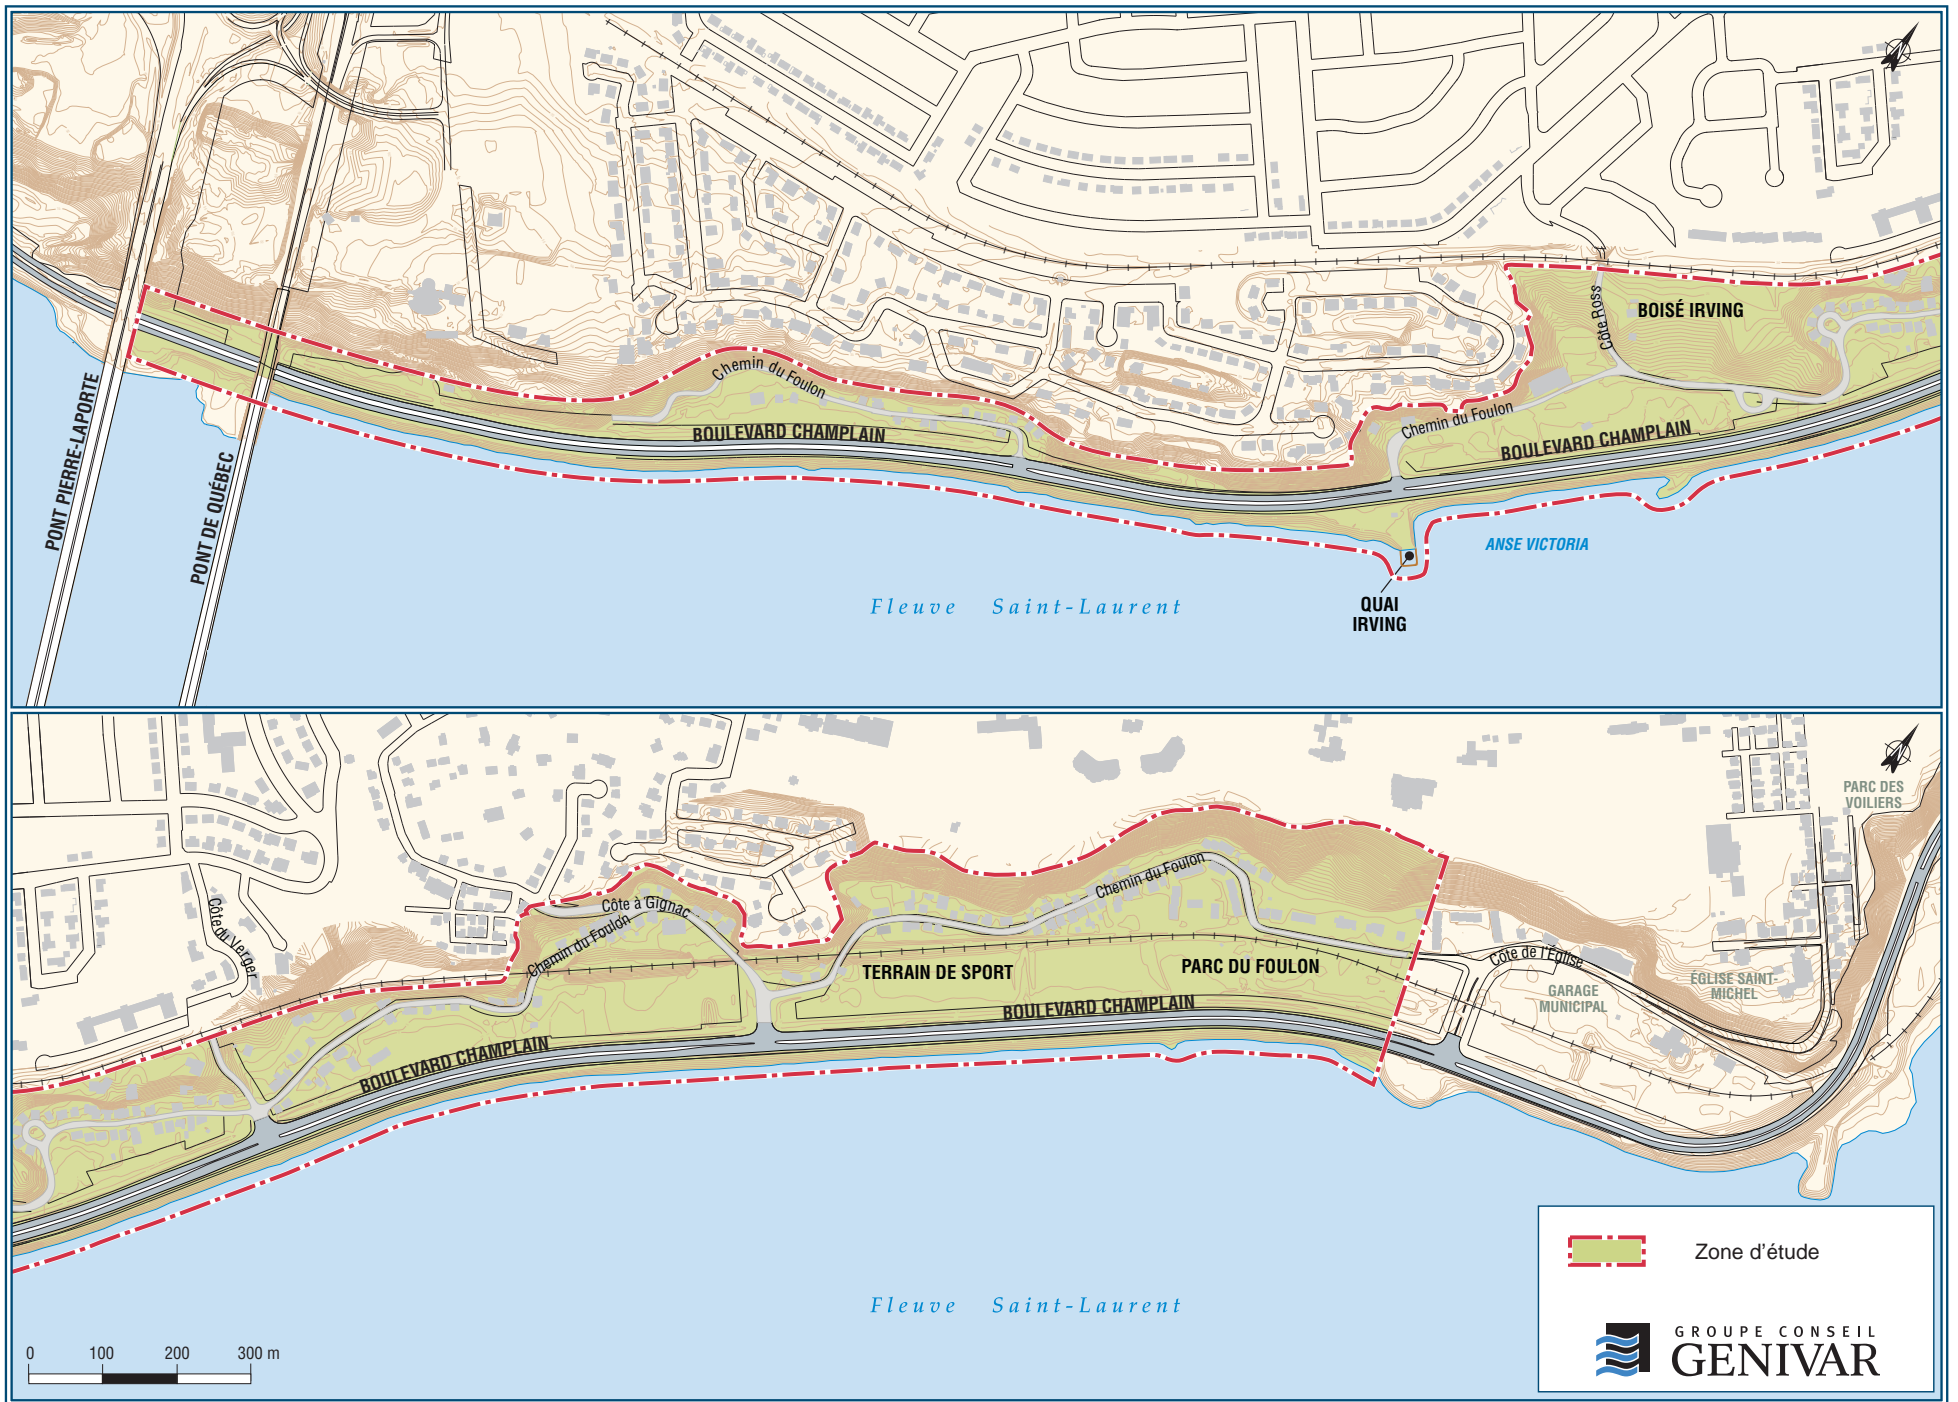 Côte Ross
BOISÉ IRVING
Chemin du Foulon
BOULEVARD CHAMPLAIN
Chemin du Foulon
BOULEVARD CHAMPLAIN
PONT PIERRE-LAPORTE
PONT DE QUÉBEC
ANSE VICTORIA
Fleuve Saint-Laurent
QUAI
IRVING
PARC DES
VOILIERS
Côte à Gignac
Chemin du Foulon
Chemin du Foulon
Côte du Verger
TERRAIN DE SPORT
PARC DU FOULON
Côte de l'Église
ÉGLISE SAINT-
MICHEL
GARAGE
MUNICIPAL
BOULEVARD CHAMPLAIN
BOULEVARD CHAMPLAIN
Zone d'étude
Fleuve Saint-Laurent
0 100 200 300 m
GROUPE CONSEIL
GENIVAR